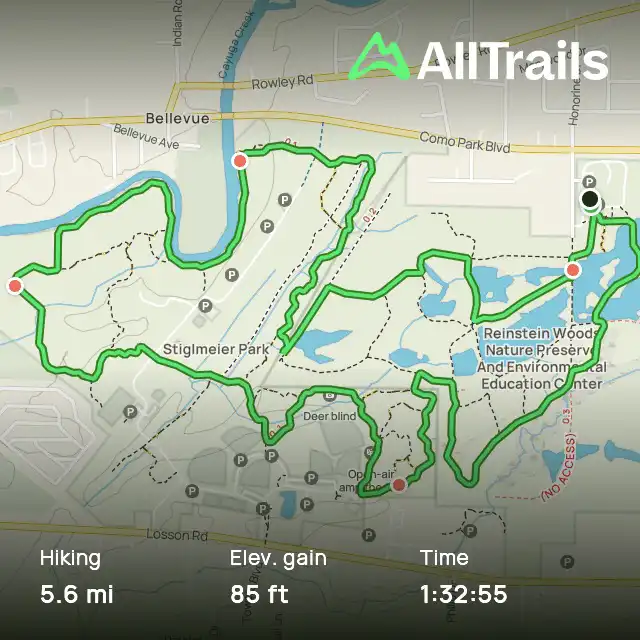 Indian Rd
Cayuga Creek
AllTrails
Rowley Rd
Honorine
Bellevue
Bellevue Ave
0.1
Como Park Blvd
P
P
P
0.2
P
P
Stiglmeier Park
Reinstein Woods
Nature Preserve
And Environmental
Education Center
P
Deer blind
0.3
P
P
P
Open-air
P
(NO ACCESS)
P
P
P
P
P
Losson Rd
Hiking
Elev. gain
Time
5.6 mi
85 ft
1:32:55